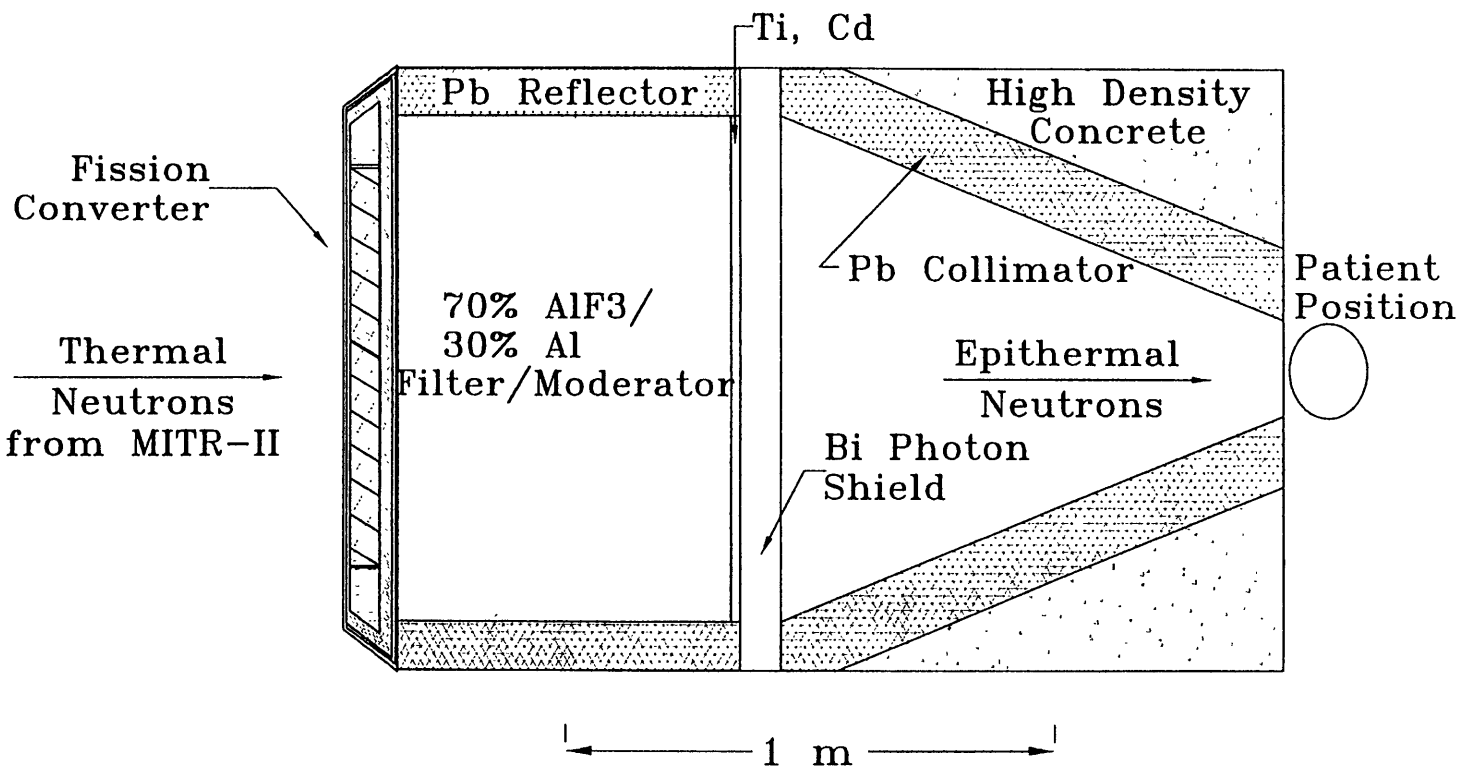 Ti, Cd
Pb Reflector
High Density
Concrete
Fission
Converter
Pb Collimator
Patient
Position
70% AlF3/
30% Al
Filter/Moderator
Thermal
Neutrons
from MITR-II
Epithermal
Neutrons
Bi Photon
Shield
1 m